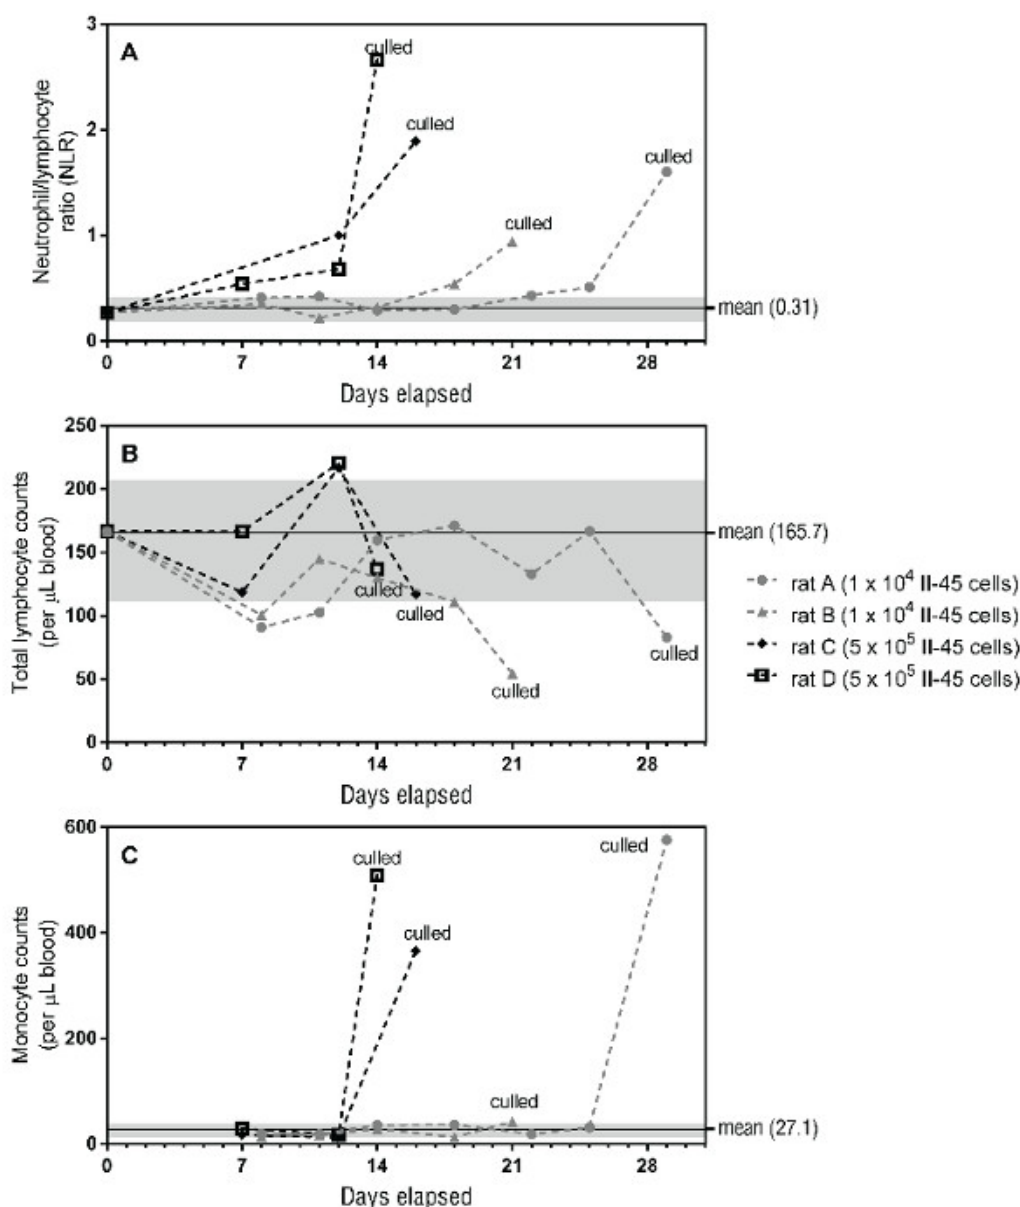 A
3
2
1
0
Neutrophil/lymphocyte
ratio (NLR)
culled
culled
culled
culled
mean (0.31)
0 7 14 21 28
Days elapsed
B
250
200
150
100
50
0
Total lymphocyte counts
(per μL blood)
culled
culled
culled
culled
mean (165.7)
0 7 14 21 28
Days elapsed
rat A (1 x 10⁴ II-45 cells)
rat B (1 x 10⁴ II-45 cells)
rat C (5 x 10⁵ II-45 cells)
rat D (5 x 10⁵ II-45 cells)
C
600
400
200
0
Monocyte counts
(per μL blood)
culled
culled
culled
culled
mean (27.1)
0 7 14 21 28
Days elapsed